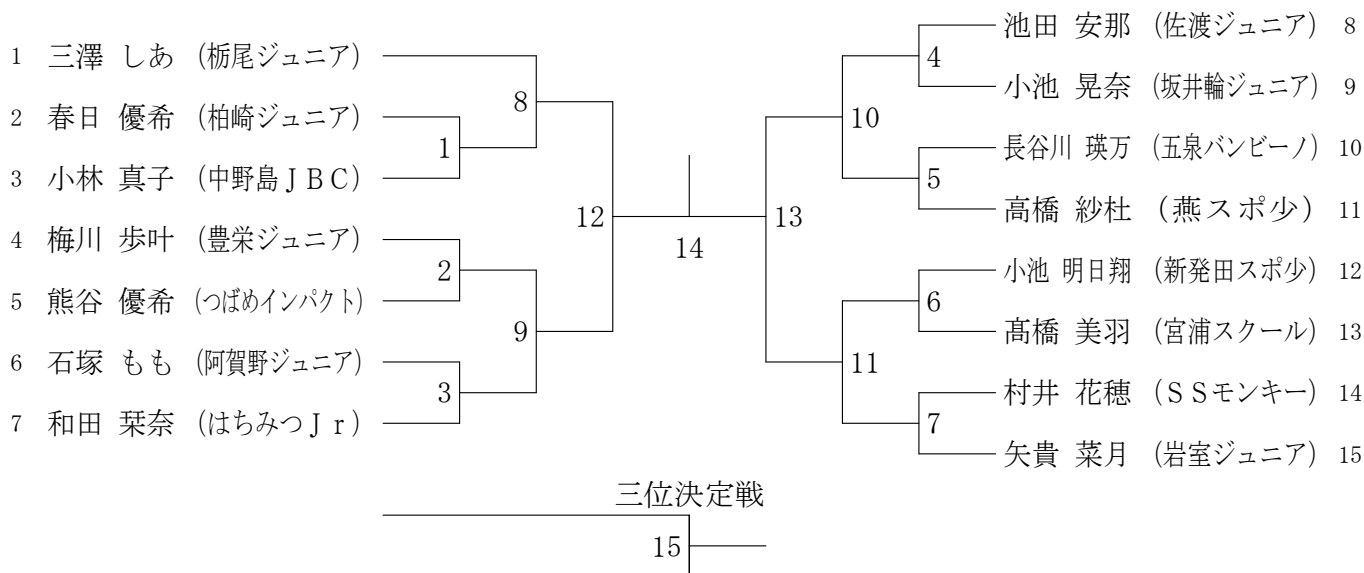 1 三澤 しあ (栃尾ジュニア)
2 春日 優希 (柏崎ジュニア)
3 小林 真子 (中野島ＪＢＣ)
4 梅川 歩叶 (豊栄ジュニア)
5 熊谷 優希 (つばめインパクト)
6 石塚 もも (阿賀野ジュニア)
7 和田 栞奈 (はちみつＪｒ)
1
2
3
8
9
12
14
13
10
11
4
5
6
7
池田 安那 (佐渡ジュニア) 8
小池 晃奈 (坂井輪ジュニア) 9
長谷川 瑛万 (五泉バンビーノ) 10
高橋 紗杜 (燕スポ少) 11
小池 明日翔 (新発田スポ少) 12
髙橋 美羽 (宮浦スクール) 13
村井 花穂 (ＳＳモンキー) 14
矢貴 菜月 (岩室ジュニア) 15
三位決定戦
15